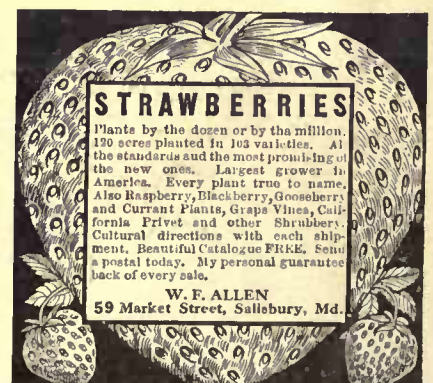 STRAWBERRIES
Plants by the dozen or by the million.
120 acres planted in 103 varieties. All
the standards and the most promising of
the new ones. Largest grower in
America. Every plant true to name.
Also Raspberry, Blackberry, Gooseberry
and Currant Plants, Grape Vines, Cali-
fornia Privet and other Shrubbery.
Cultural directions with each ship-
ment. Beautiful Catalogue FREE. Send
a postal today. My personal guarantee
back of every sale.
W. F. ALLEN
59 Market Street, Salisbury, Md.